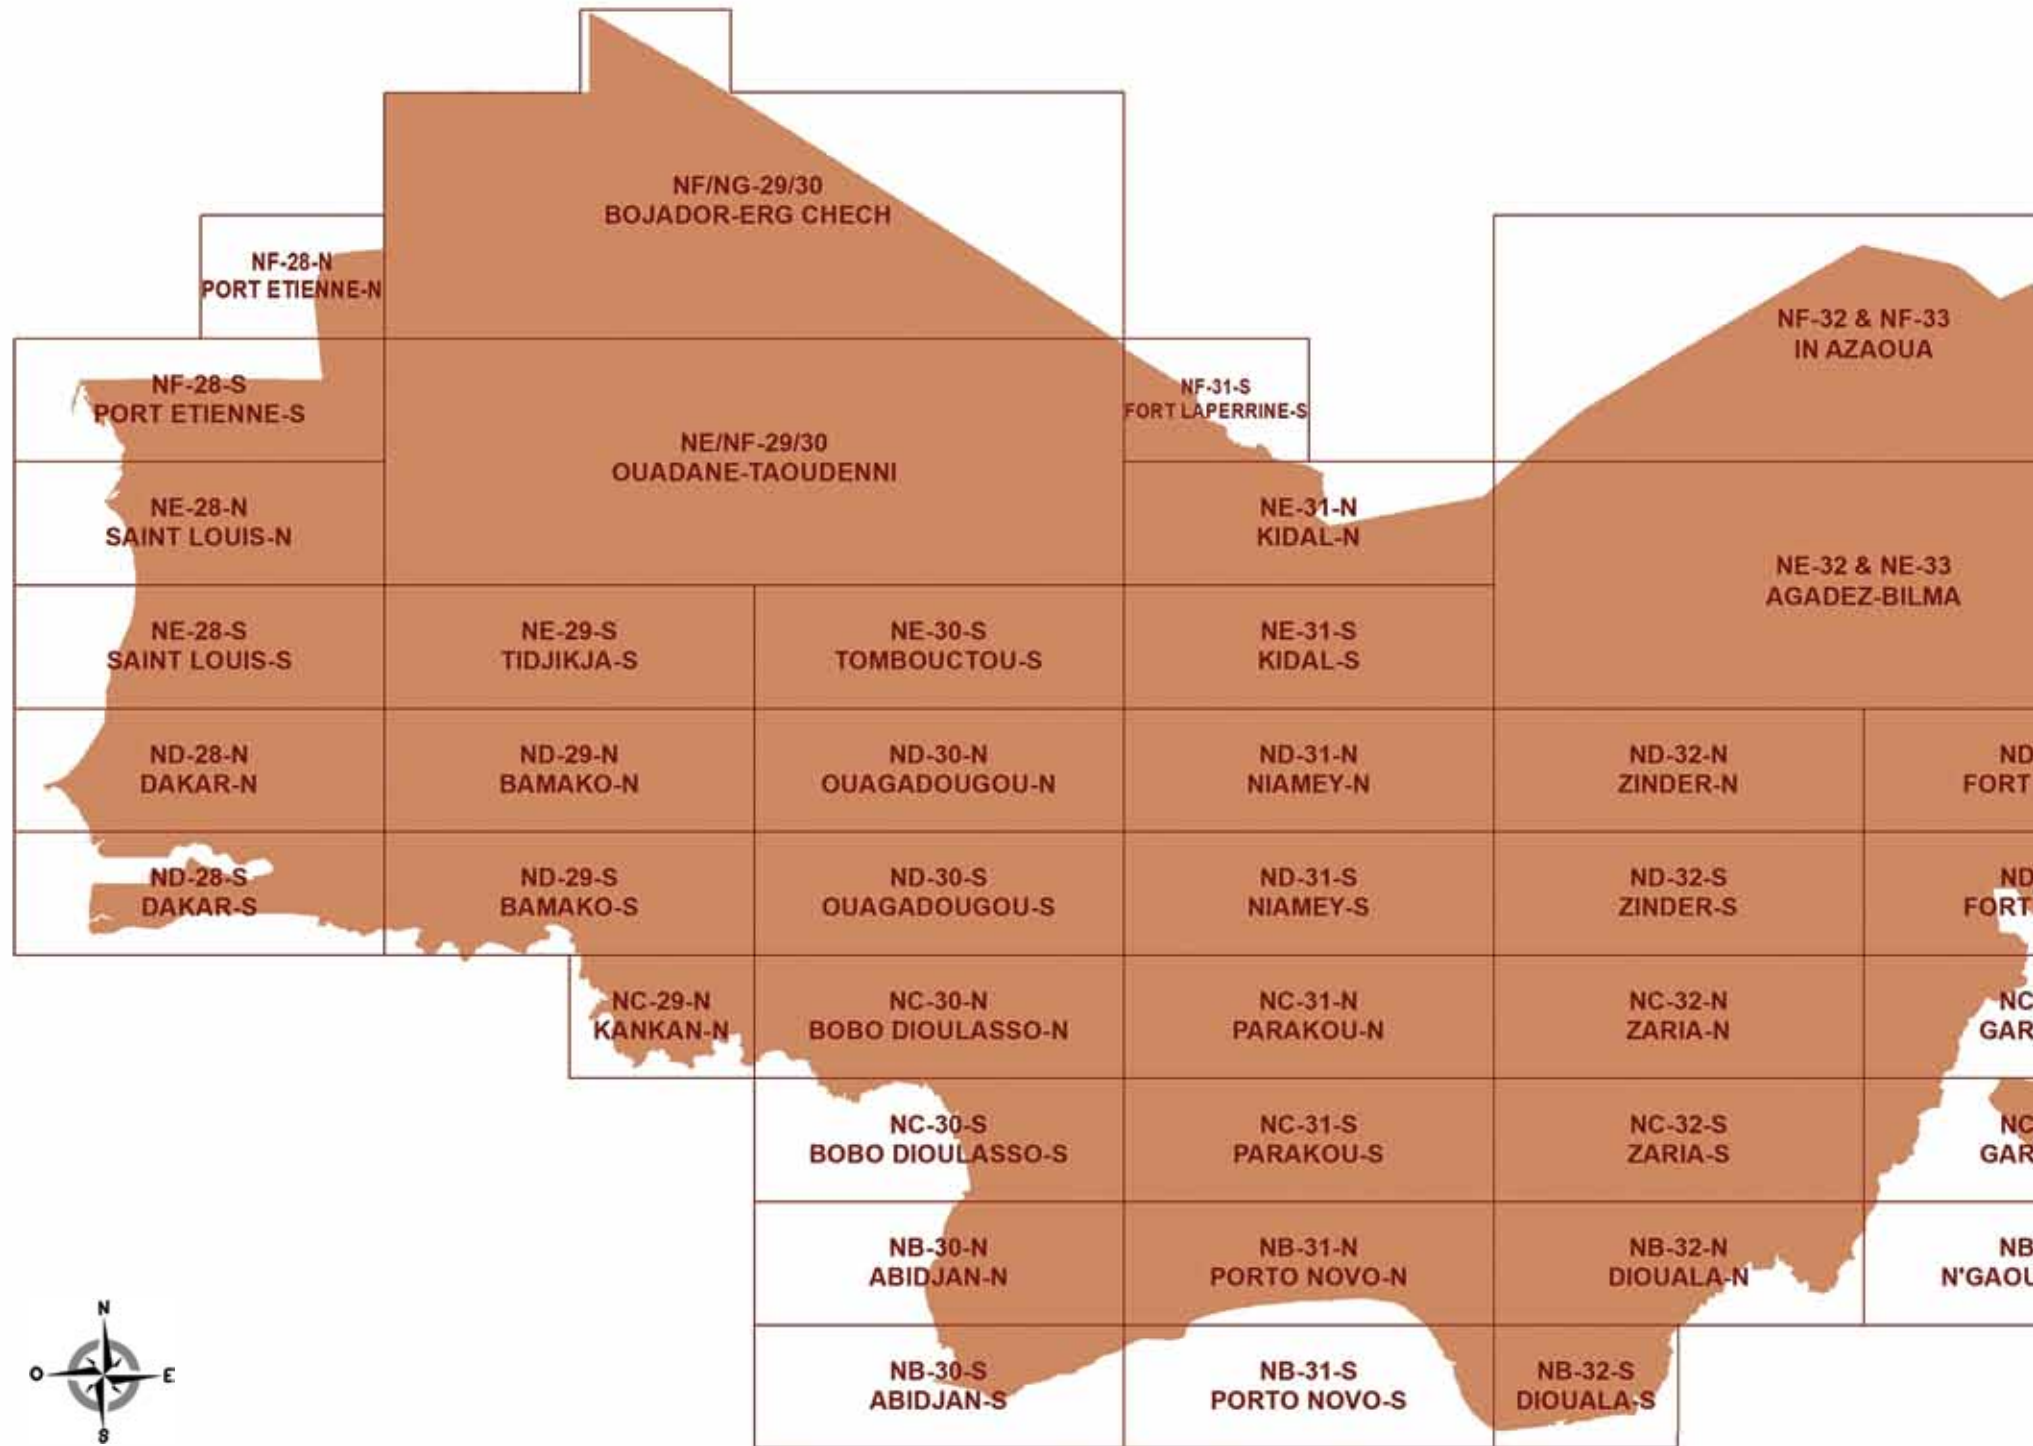 NF/NG-29/30
BOJADOR-ERG CHECH
NF-28-N
PORT ETIENNE-N
NF-32 & NF-33
IN AZAOUA
NF-28-S
PORT ETIENNE-S
NE/NF-29/30
OUADANE-TAOUDENNI
NF-31-S
FORT LAPERRINE-S
NE-28-N
SAINT LOUIS-N
NE-31-N
KIDAL-N
NE-32 & NE-33
AGADEZ-BILMA
NE-28-S
SAINT LOUIS-S
NE-29-S
TIDJIKJA-S
NE-30-S
TOMBOUCTOU-S
NE-31-S
KIDAL-S
ND-28-N
DAKAR-N
ND-29-N
BAMAKO-N
ND-30-N
OUAGADOUGOU-N
ND-31-N
NIAMEY-N
ND-32-N
ZINDER-N
ND
FORT
ND-28-S
DAKAR-S
ND-29-S
BAMAKO-S
ND-30-S
OUAGADOUGOU-S
ND-31-S
NIAMEY-S
ND-32-S
ZINDER-S
ND
FORT
NC-29-N
KANKAN-N
NC-30-N
BOBO DIOULASSO-N
NC-31-N
PARAKOU-N
NC-32-N
ZARIA-N
NC
GAR
NC-30-S
BOBO DIOULASSO-S
NC-31-S
PARAKOU-S
NC-32-S
ZARIA-S
NC
GAR
NB-30-N
ABIDJAN-N
NB-31-N
PORTO NOVO-N
NB-32-N
DIOUALA-N
NB
N'GAOU
NB-30-S
ABIDJAN-S
NB-31-S
PORTO NOVO-S
NB-32-S
DIOUALA-S
N
O E
S